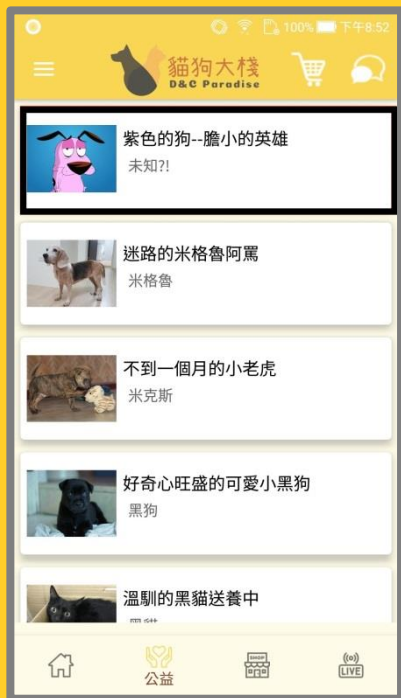 100% 下午8:52
貓狗大棧
D&C Paradise
紫色的狗--膽小的英雄
未知?!
迷路的米格魯阿罵
米格魯
不到一個月的小老虎
米克斯
好奇心旺盛的可愛小黑狗
黑狗
溫馴的黑貓送養中
公益
SHOP
LIVE